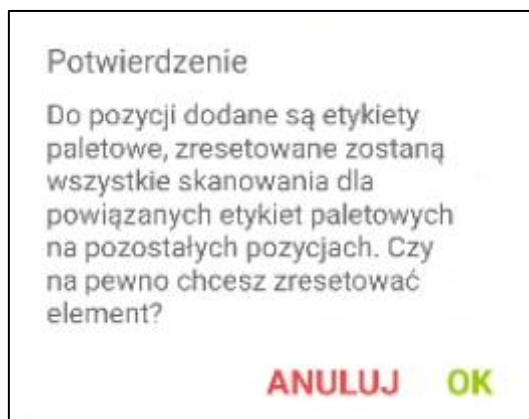 Potwierdzenie
Do pozycji dodane są etykiety
paletowe, zresetowane zostaną
wszystkie skanowania dla
powiązanych etykiet paletowych
na pozostałych pozycjach. Czy
na pewno chcesz zresetować
element?
ANULUJ OK